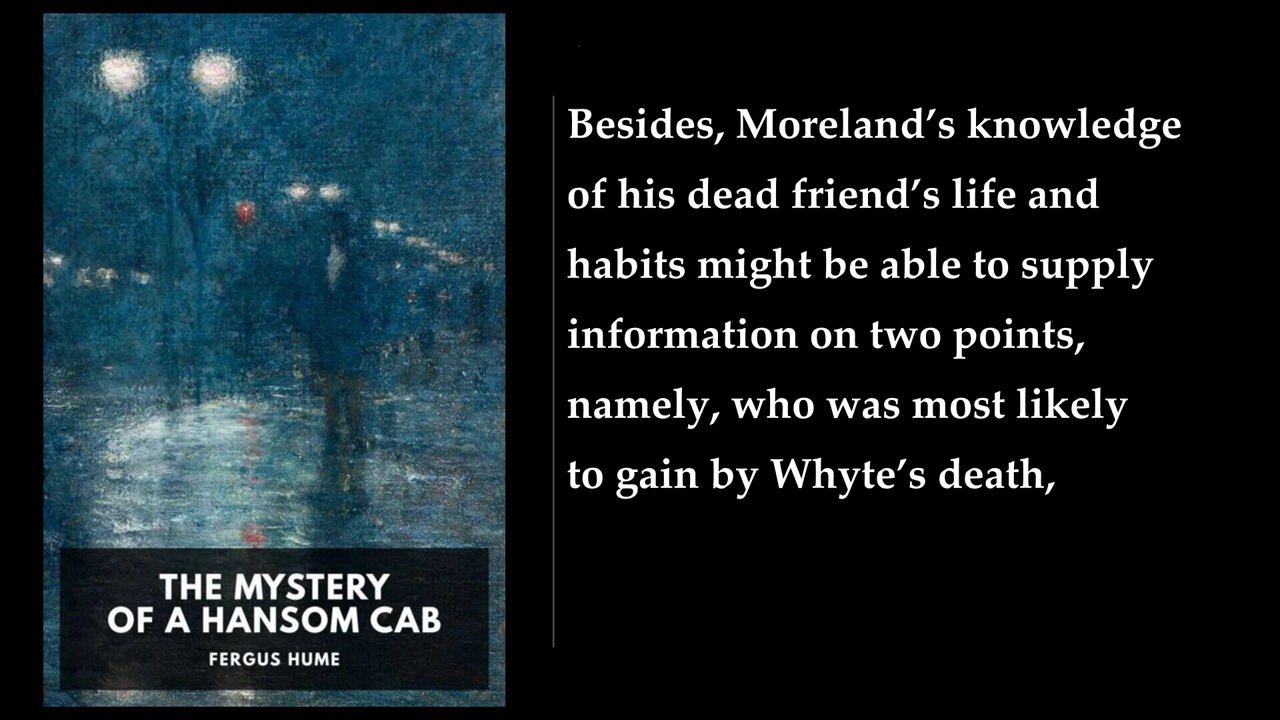 Besides, Moreland’s knowledge
of his dead friend’s life and
habits might be able to supply
information on two points,
namely, who was most likely
to gain by Whyte’s death,
THE MYSTERY
OF A HANSOM CAB
FERGUS HUME